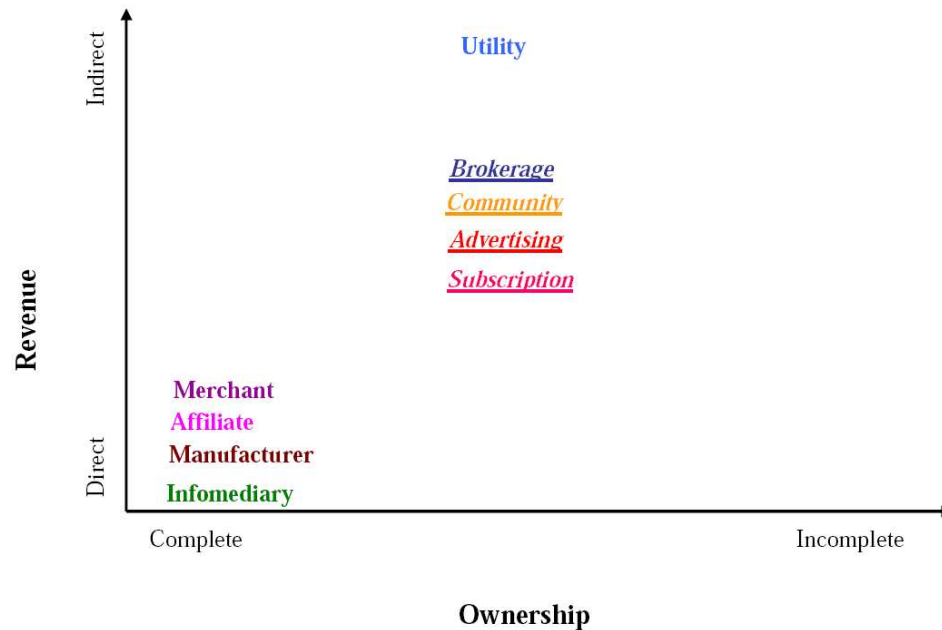 Indirect
Utility
Brokerage
Community
Advertising
Subscription
Revenue
Merchant
Affiliate
Manufacturer
Direct
Infomediary
Complete
Incomplete
Ownership